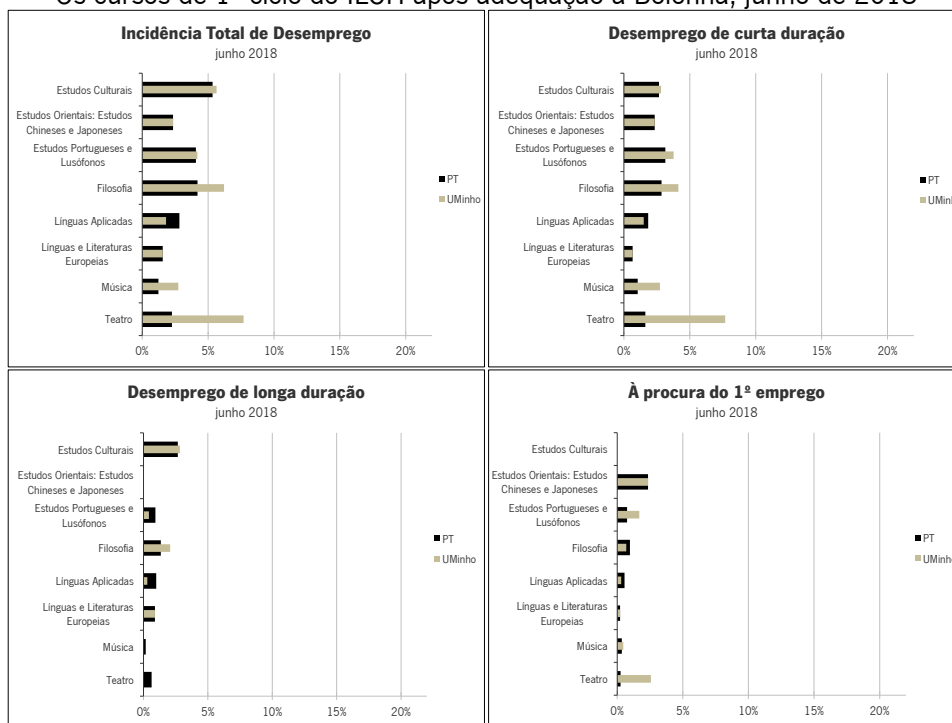 Os cursos de 1º ciclo do ILCH após adequação a Bolonha, junho de 2018
Incidência Total de Desemprego
junho 2018
Estudos Culturais
Estudos Orientais: Estudos
Chineses e Japoneses
Estudos Portugueses e
Lusófonos
Filosofia
Línguas Aplicadas
Línguas e Literaturas
Europeias
Música
Teatro
0% 5% 10% 15% 20%
PT
UMinho
Desemprego de curta duração
junho 2018
Estudos Culturais
Estudos Orientais: Estudos
Chineses e Japoneses
Estudos Portugueses e
Lusófonos
Filosofia
Línguas Aplicadas
Línguas e Literaturas
Europeias
Música
Teatro
0% 5% 10% 15% 20%
PT
UMinho
Desemprego de longa duração
junho 2018
Estudos Culturais
Estudos Orientais: Estudos
Chineses e Japoneses
Estudos Portugueses e
Lusófonos
Filosofia
Línguas Aplicadas
Línguas e Literaturas
Europeias
Música
Teatro
0% 5% 10% 15% 20%
PT
UMinho
À procura do 1º emprego
junho 2018
Estudos Culturais
Estudos Orientais: Estudos
Chineses e Japoneses
Estudos Portugueses e
Lusófonos
Filosofia
Línguas Aplicadas
Línguas e Literaturas
Europeias
Música
Teatro
0% 5% 10% 15% 20%
PT
UMinho